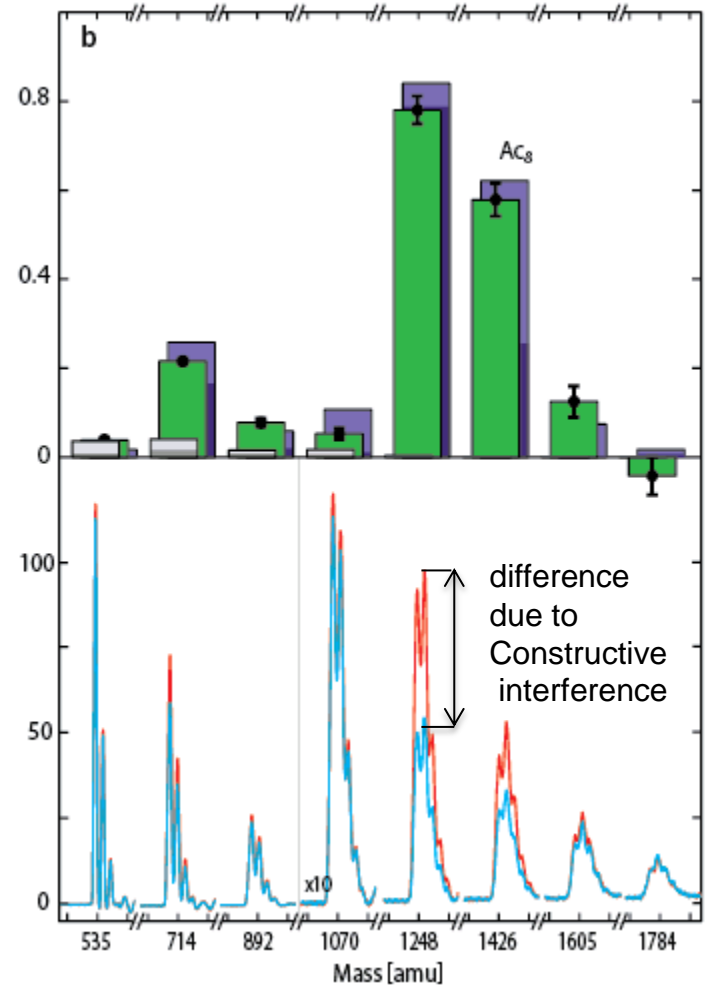 b
0.8
Ac₈
0.4
0
100
difference
due to
Constructive
interference
50
x10
0
535 714 892 1070 1248 1426 1605 1784
Mass [amu]